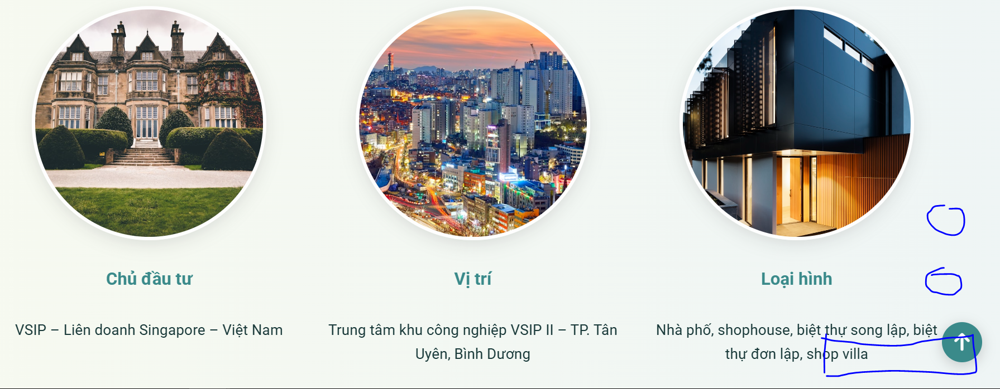 Chủ đầu tư
VSIP – Liên doanh Singapore – Việt Nam
Vị trí
Trung tâm khu công nghiệp VSIP II – TP. Tân
Uyên, Bình Dương
Loại hình
Nhà phố, shophouse, biệt thự song lập, biệt
thự đơn lập, shop villa